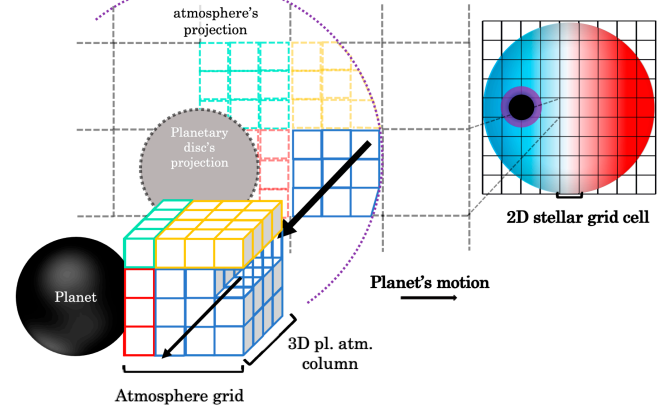 atmosphere's
projection
Planetary
disc's
projection
2D stellar grid cell
Planet's motion
Planet
3D pl. atm.
column
Atmosphere grid